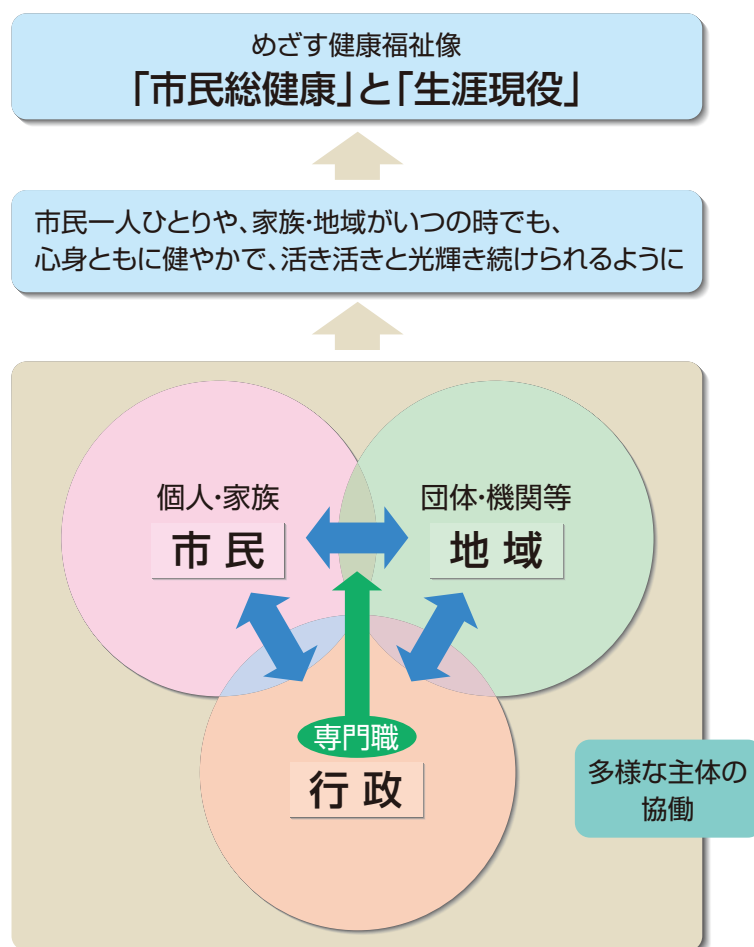 めざす健康福祉像
「市民総健康」と「生涯現役」
市民一人ひとりや、家族・地域がいつの時でも、
心身ともに健やかで、活き活きと光輝き続けられるように
個人・家族
市民
団体・機関等
地域
専門職
行政
多様な主体の
協働